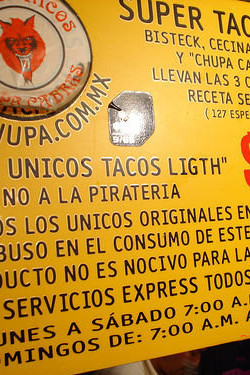 SUPER TAC
BISTECK, CECINA
Y "CHUPA CA
LLEVAN LAS 3 C
RECETA S
( 127 ESPE
HUPA.COM.MX
UNICOS TACOS LIGTH"
NO A LA PIRATERIA
OS LOS UNICOS ORIGINALES EN
BUSO EN EL CONSUMO DE ESTE
DUCTO NO ES NOCIVO PARA LA
SERVICIOS EXPRESS TODOS
UNES A SÁBADO 7:00 A.
OMINGOS DE: 7:00 A.M. A